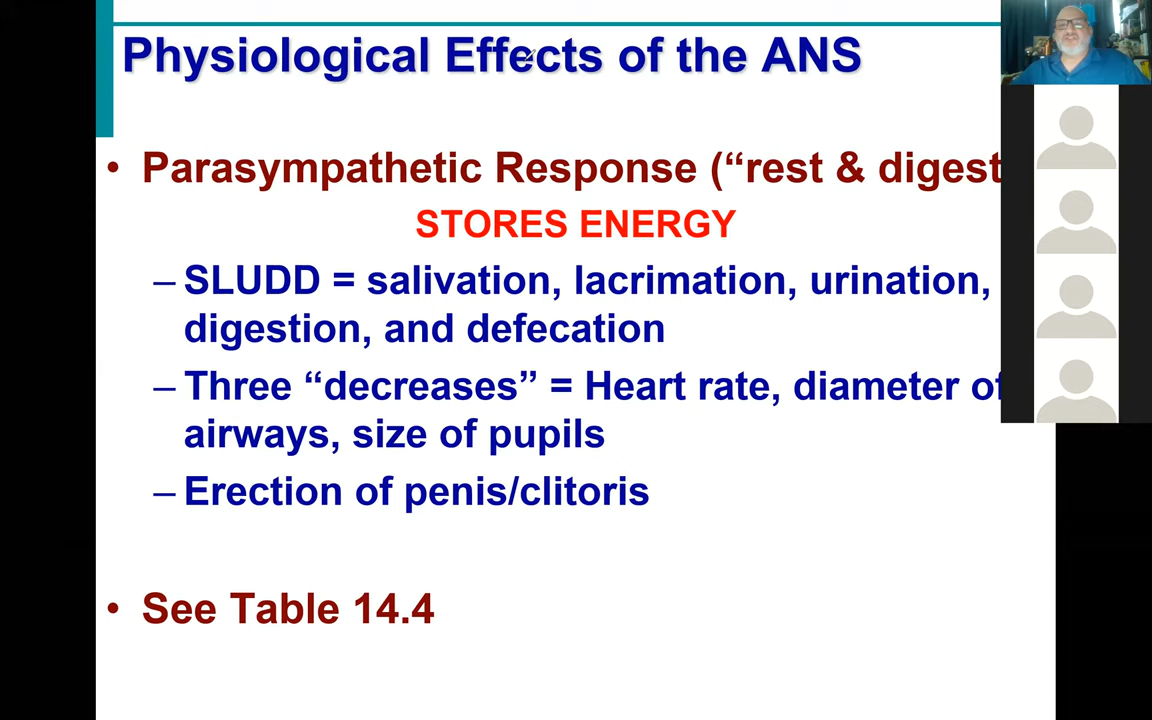 Physiological Effects of the ANS
• Parasympathetic Response (“rest & digest
STORES ENERGY
– SLUDD = salivation, lacrimation, urination,
digestion, and defecation
– Three “decreases” = Heart rate, diameter of
airways, size of pupils
– Erection of penis/clitoris
• See Table 14.4